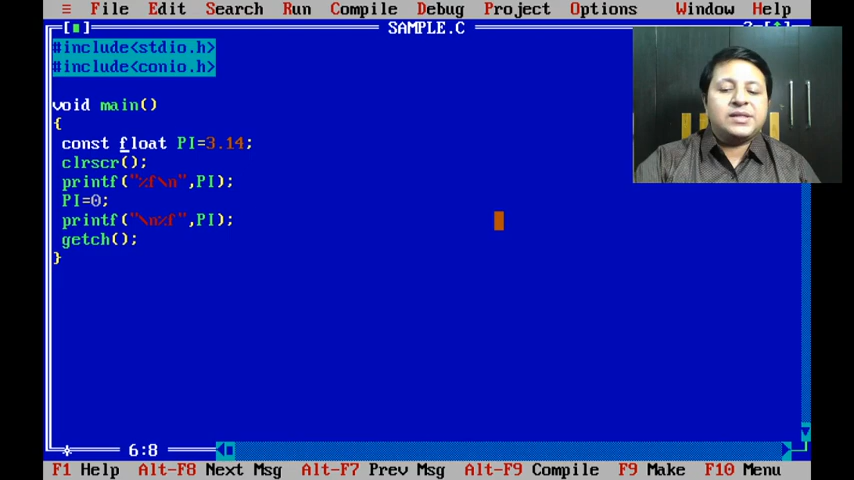 ≡ File Edit Search Run Compile Debug Project Options Window Help
SAMPLE.C
#include<stdio.h>
#include<conio.h>
void main()
{
const float PI=3.14;
clrscr();
printf("%f\n",PI);
PI=0;
printf("\n%f",PI);
getch();
}
6:8
F1 Help Alt-F8 Next Msg Alt-F7 Prev Msg Alt-F9 Compile F9 Make F10 Menu